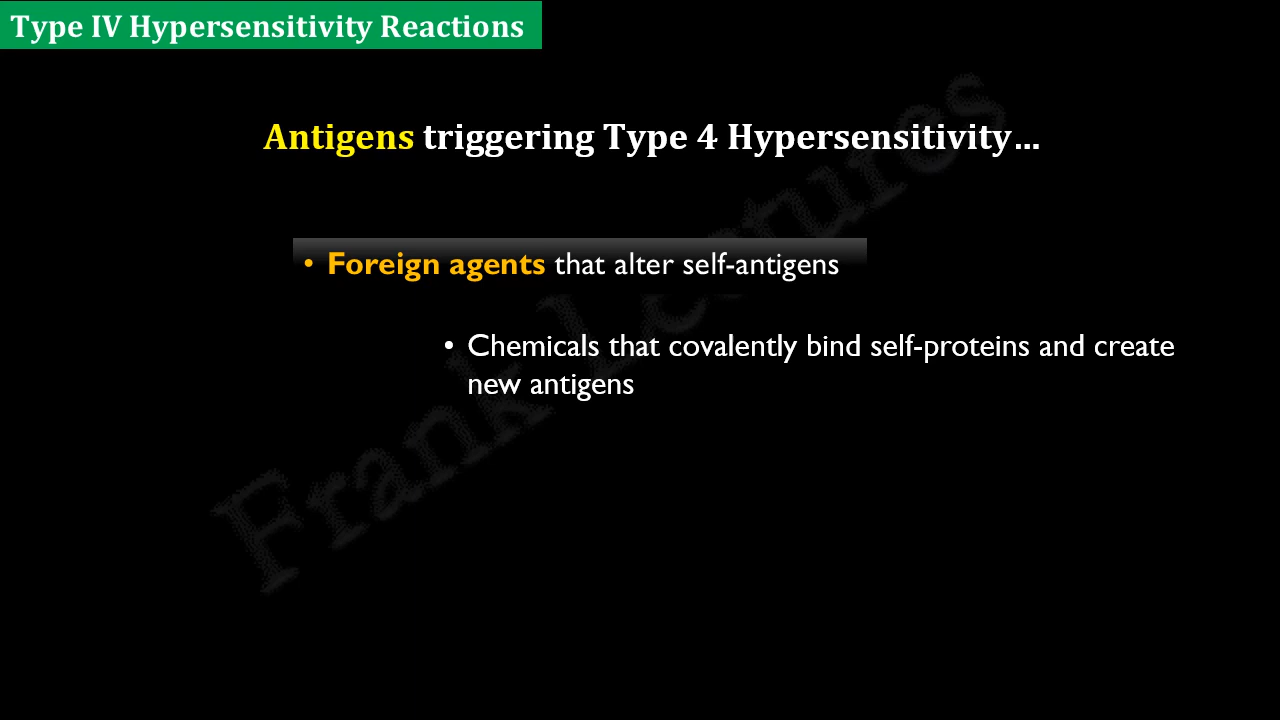 Type IV Hypersensitivity Reactions
Antigens triggering Type 4 Hypersensitivity...
• Foreign agents that alter self-antigens
• Chemicals that covalently bind self-proteins and create
new antigens
Frank Lectures